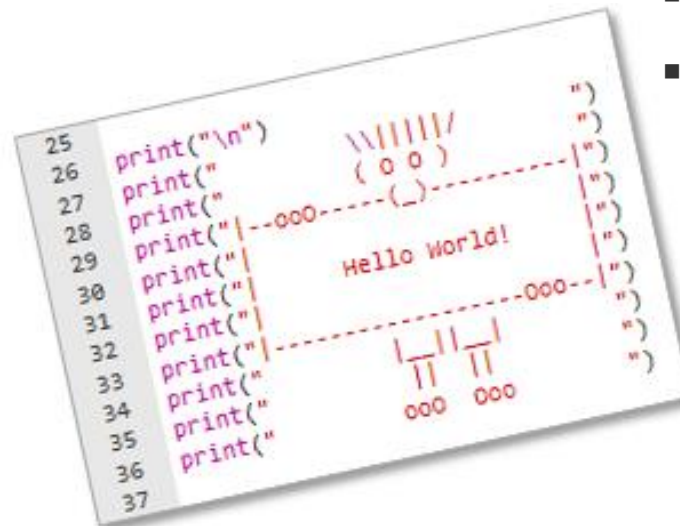 25
26 print("\n")
27 print("          \\|||||/          ")
28 print("          ( O O )          ")
29 print("|--ooO-----(_)----------|")
30 print("|                         |")
31 print("|      Hello World!       |")
32 print("|                         |")
33 print("|------------------Ooo--|")
34 print("          |__||__|          ")
35 print("           ||  ||           ")
36 print("          ooO  Ooo          ")
37